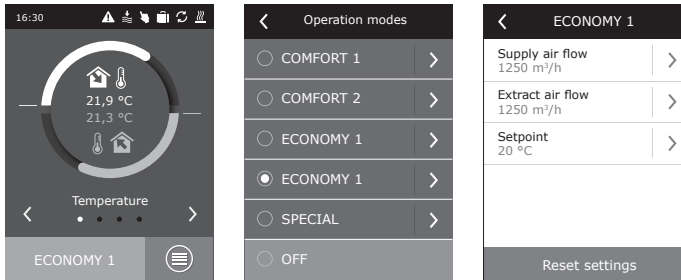 16:30
21,9 °C
21,3 °C
Temperature
ECONOMY 1
Operation modes
COMFORT 1
COMFORT 2
ECONOMY 1
ECONOMY 1
SPECIAL
OFF
ECONOMY 1
Supply air flow
1250 m³/h
Extract air flow
1250 m³/h
Setpoint
20 °C
Reset settings